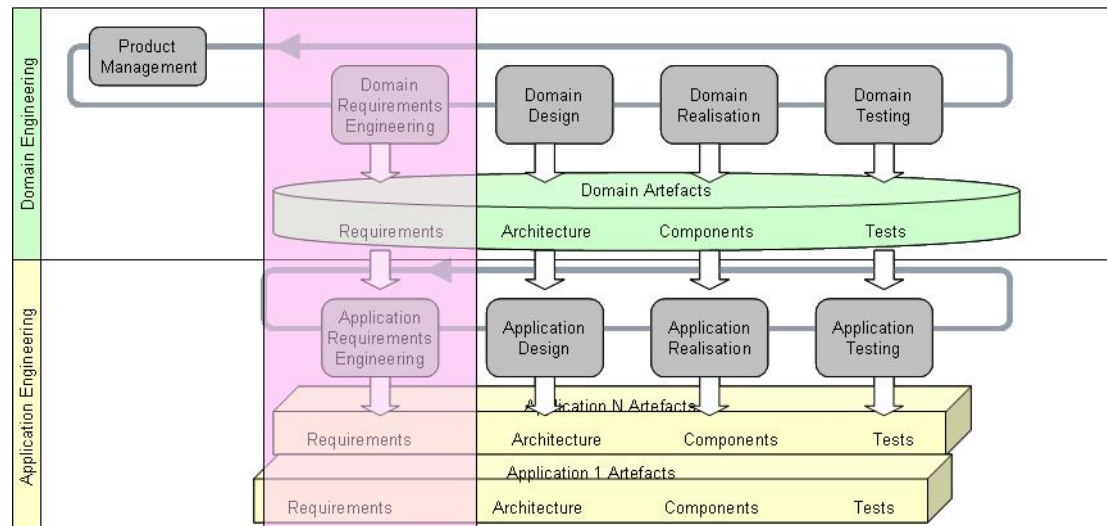 Domain Engineering
Product
Management
Domain
Requirements
Engineering
Domain
Design
Domain
Realisation
Domain
Testing
Domain Artefacts
Requirements
Architecture
Components
Tests
Application Engineering
Application
Requirements
Engineering
Application
Design
Application
Realisation
Application
Testing
Application N Artefacts
Requirements
Architecture
Components
Tests
Application 1 Artefacts
Requirements
Architecture
Components
Tests